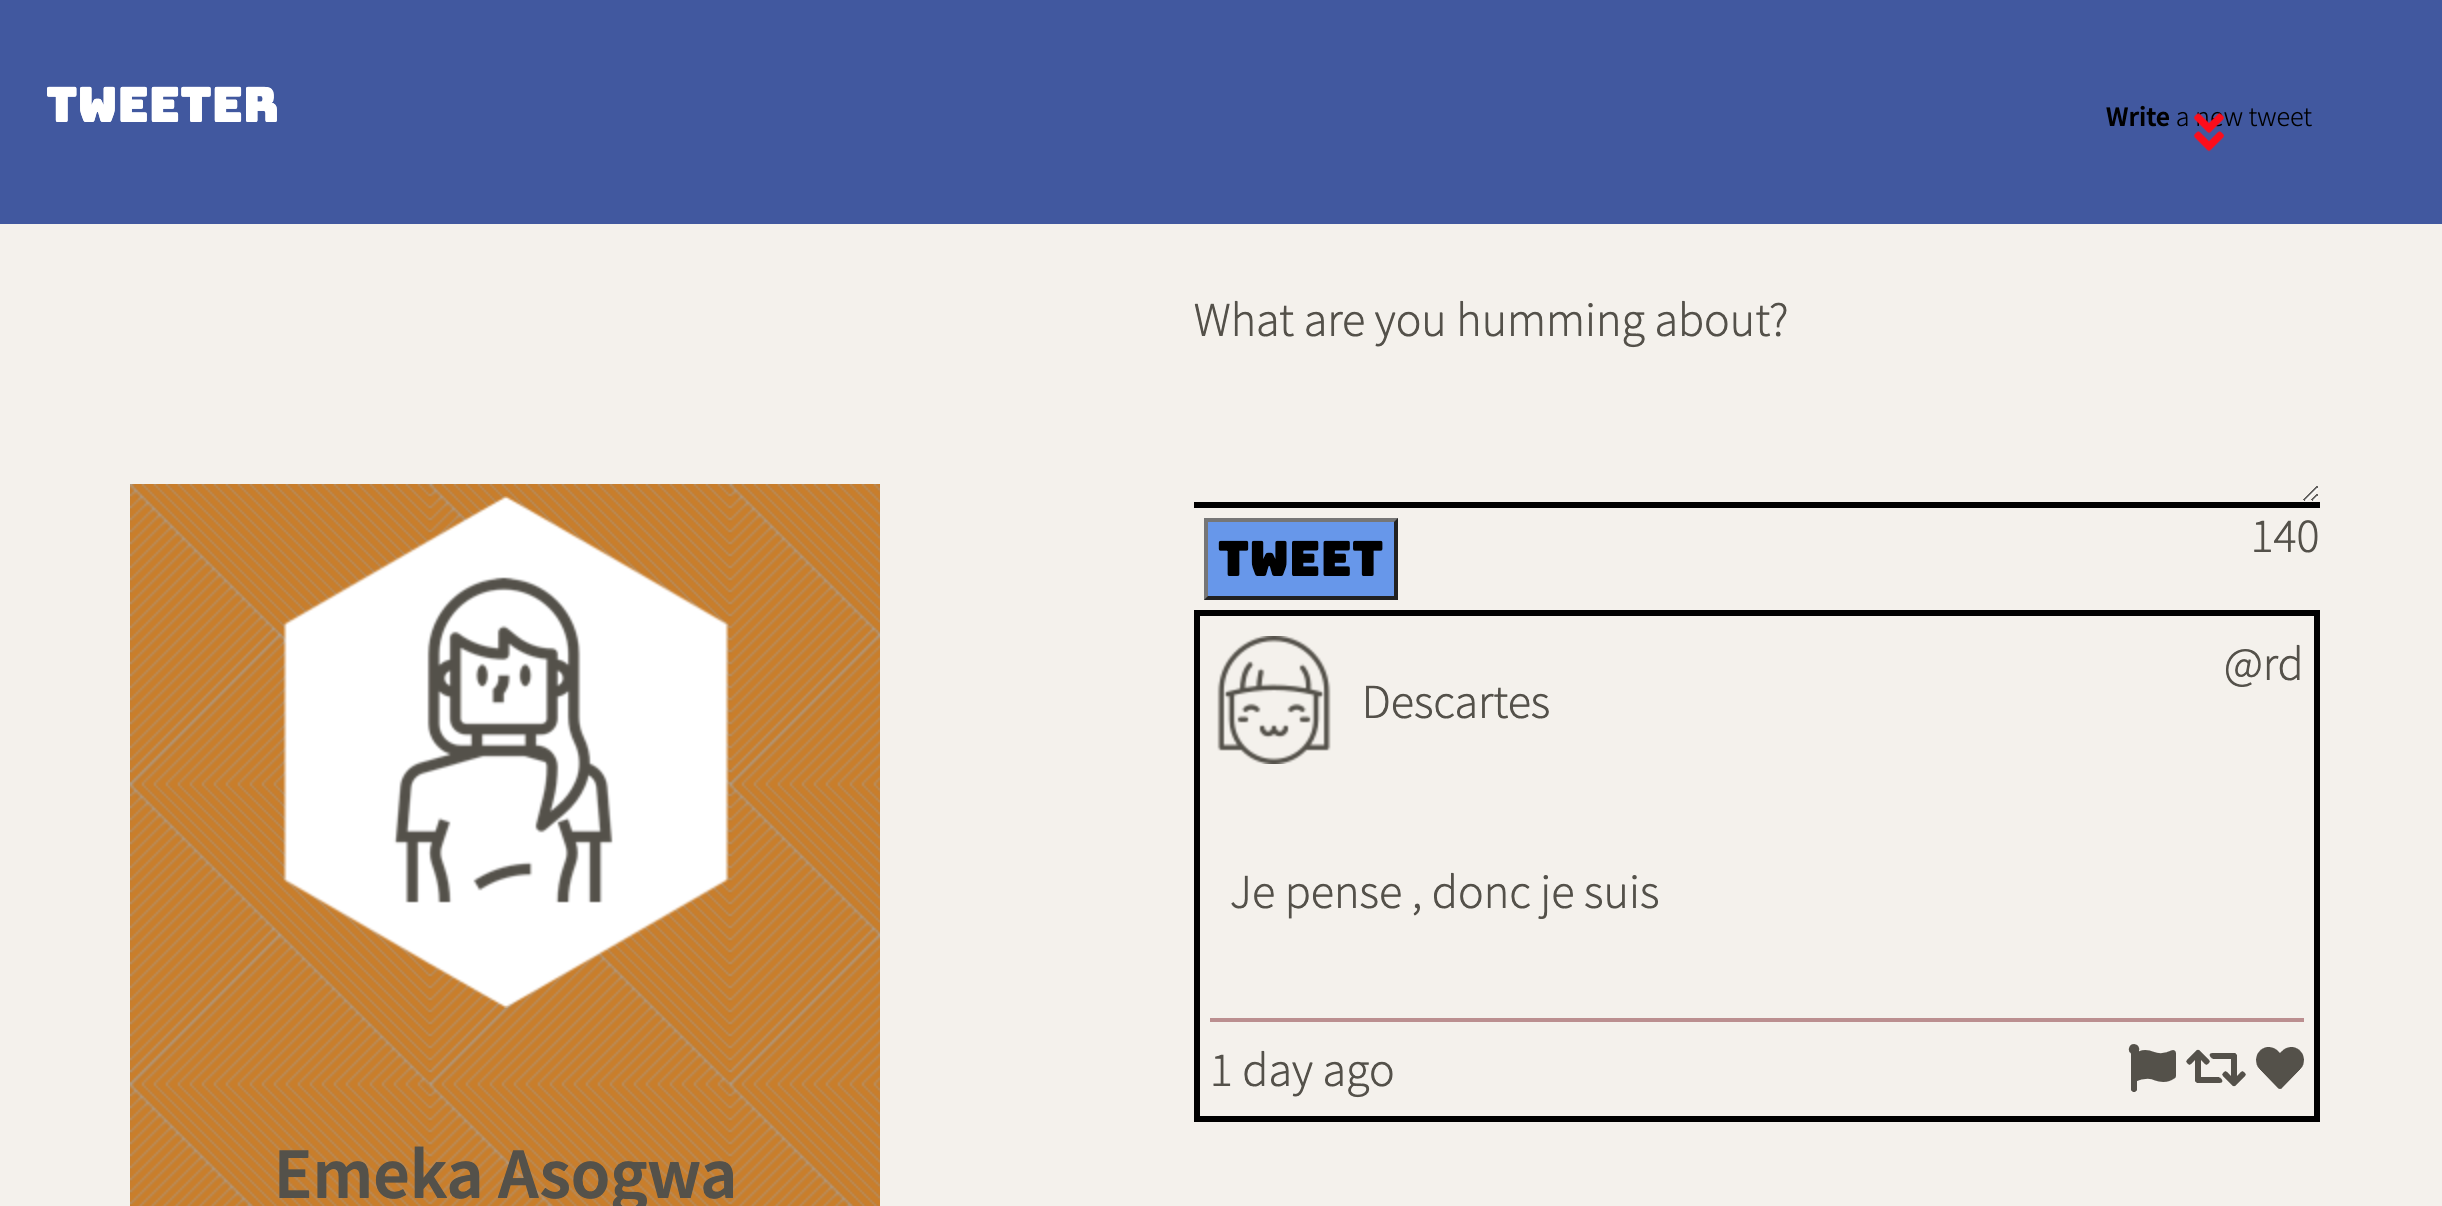 TWEETER
Write a new tweet
What are you humming about?
TWEET
140
Descartes
@rd
Je pense , donc je suis
1 day ago
Emeka Asogwa